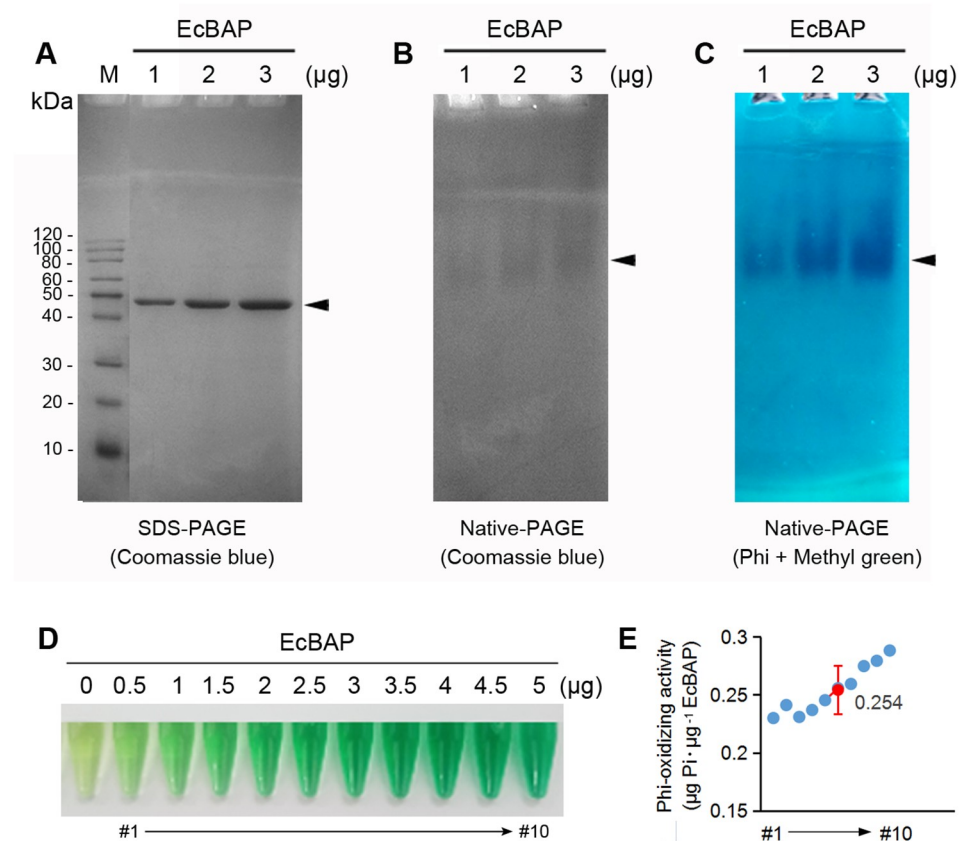 A
EcBAP
M 1 2 3 (µg)
kDa
120 -
100 -
80 -
60 -
50 -
40 -
30 -
20 -
10 -
SDS-PAGE
(Coomassie blue)
B
EcBAP
1 2 3 (µg)
Native-PAGE
(Coomassie blue)
C
EcBAP
1 2 3 (µg)
Native-PAGE
(Phi + Methyl green)
D
EcBAP
0 0.5 1 1.5 2 2.5 3 3.5 4 4.5 5 (µg)
#1 #10
E
Phi-oxidizing activity
(µg Pi · µg⁻¹ EcBAP)
0.3
0.25
0.2
0.15
0.254
#1 #10